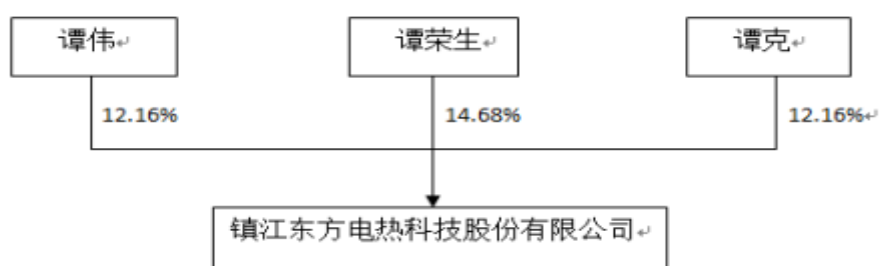 谭伟 谭荣生 谭克
12.16% 14.68% 12.16%
镇江东方电热科技股份有限公司